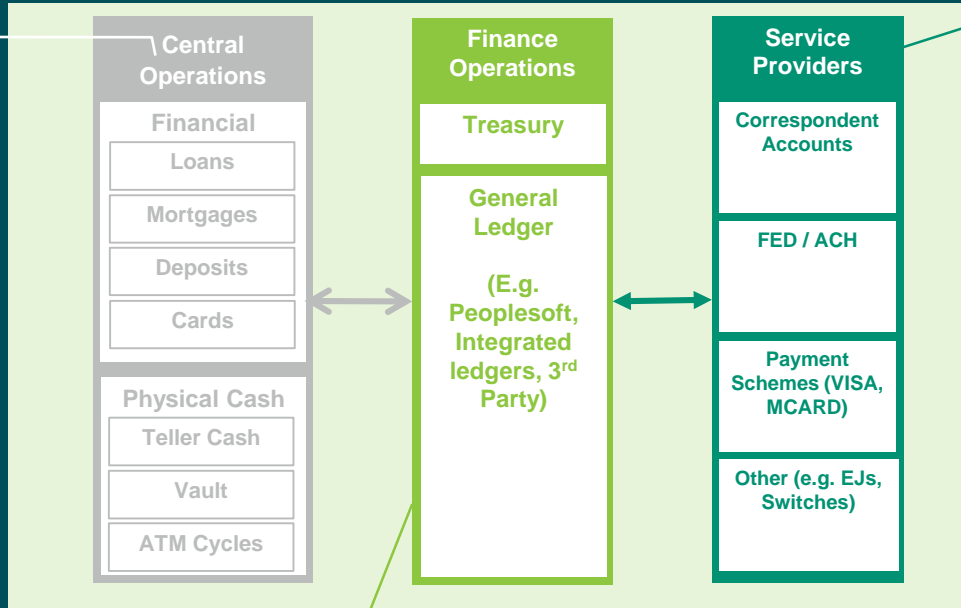 Central
Operations
Financial
Loans
Mortgages
Deposits
Cards
Physical Cash
Teller Cash
Vault
ATM Cycles
Finance
Operations
Treasury
General
Ledger
(E.g.
Peoplesoft,
Integrated
ledgers, 3rd
Party)
Service
Providers
Correspondent
Accounts
FED / ACH
Payment
Schemes (VISA,
MCARD)
Other (e.g. EJs,
Switches)